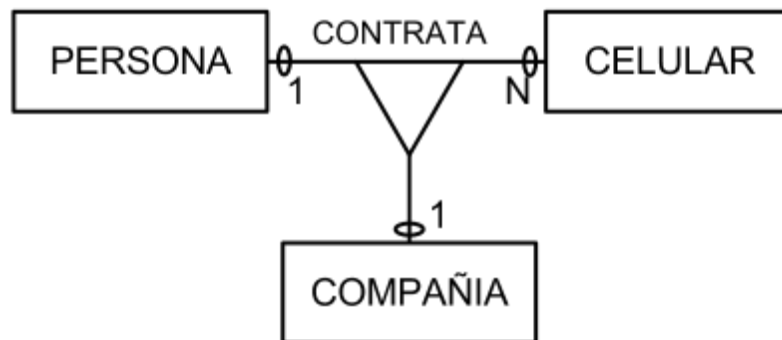 CONTRATA
PERSONA
CELULAR
1
N
1
COMPAÑIA